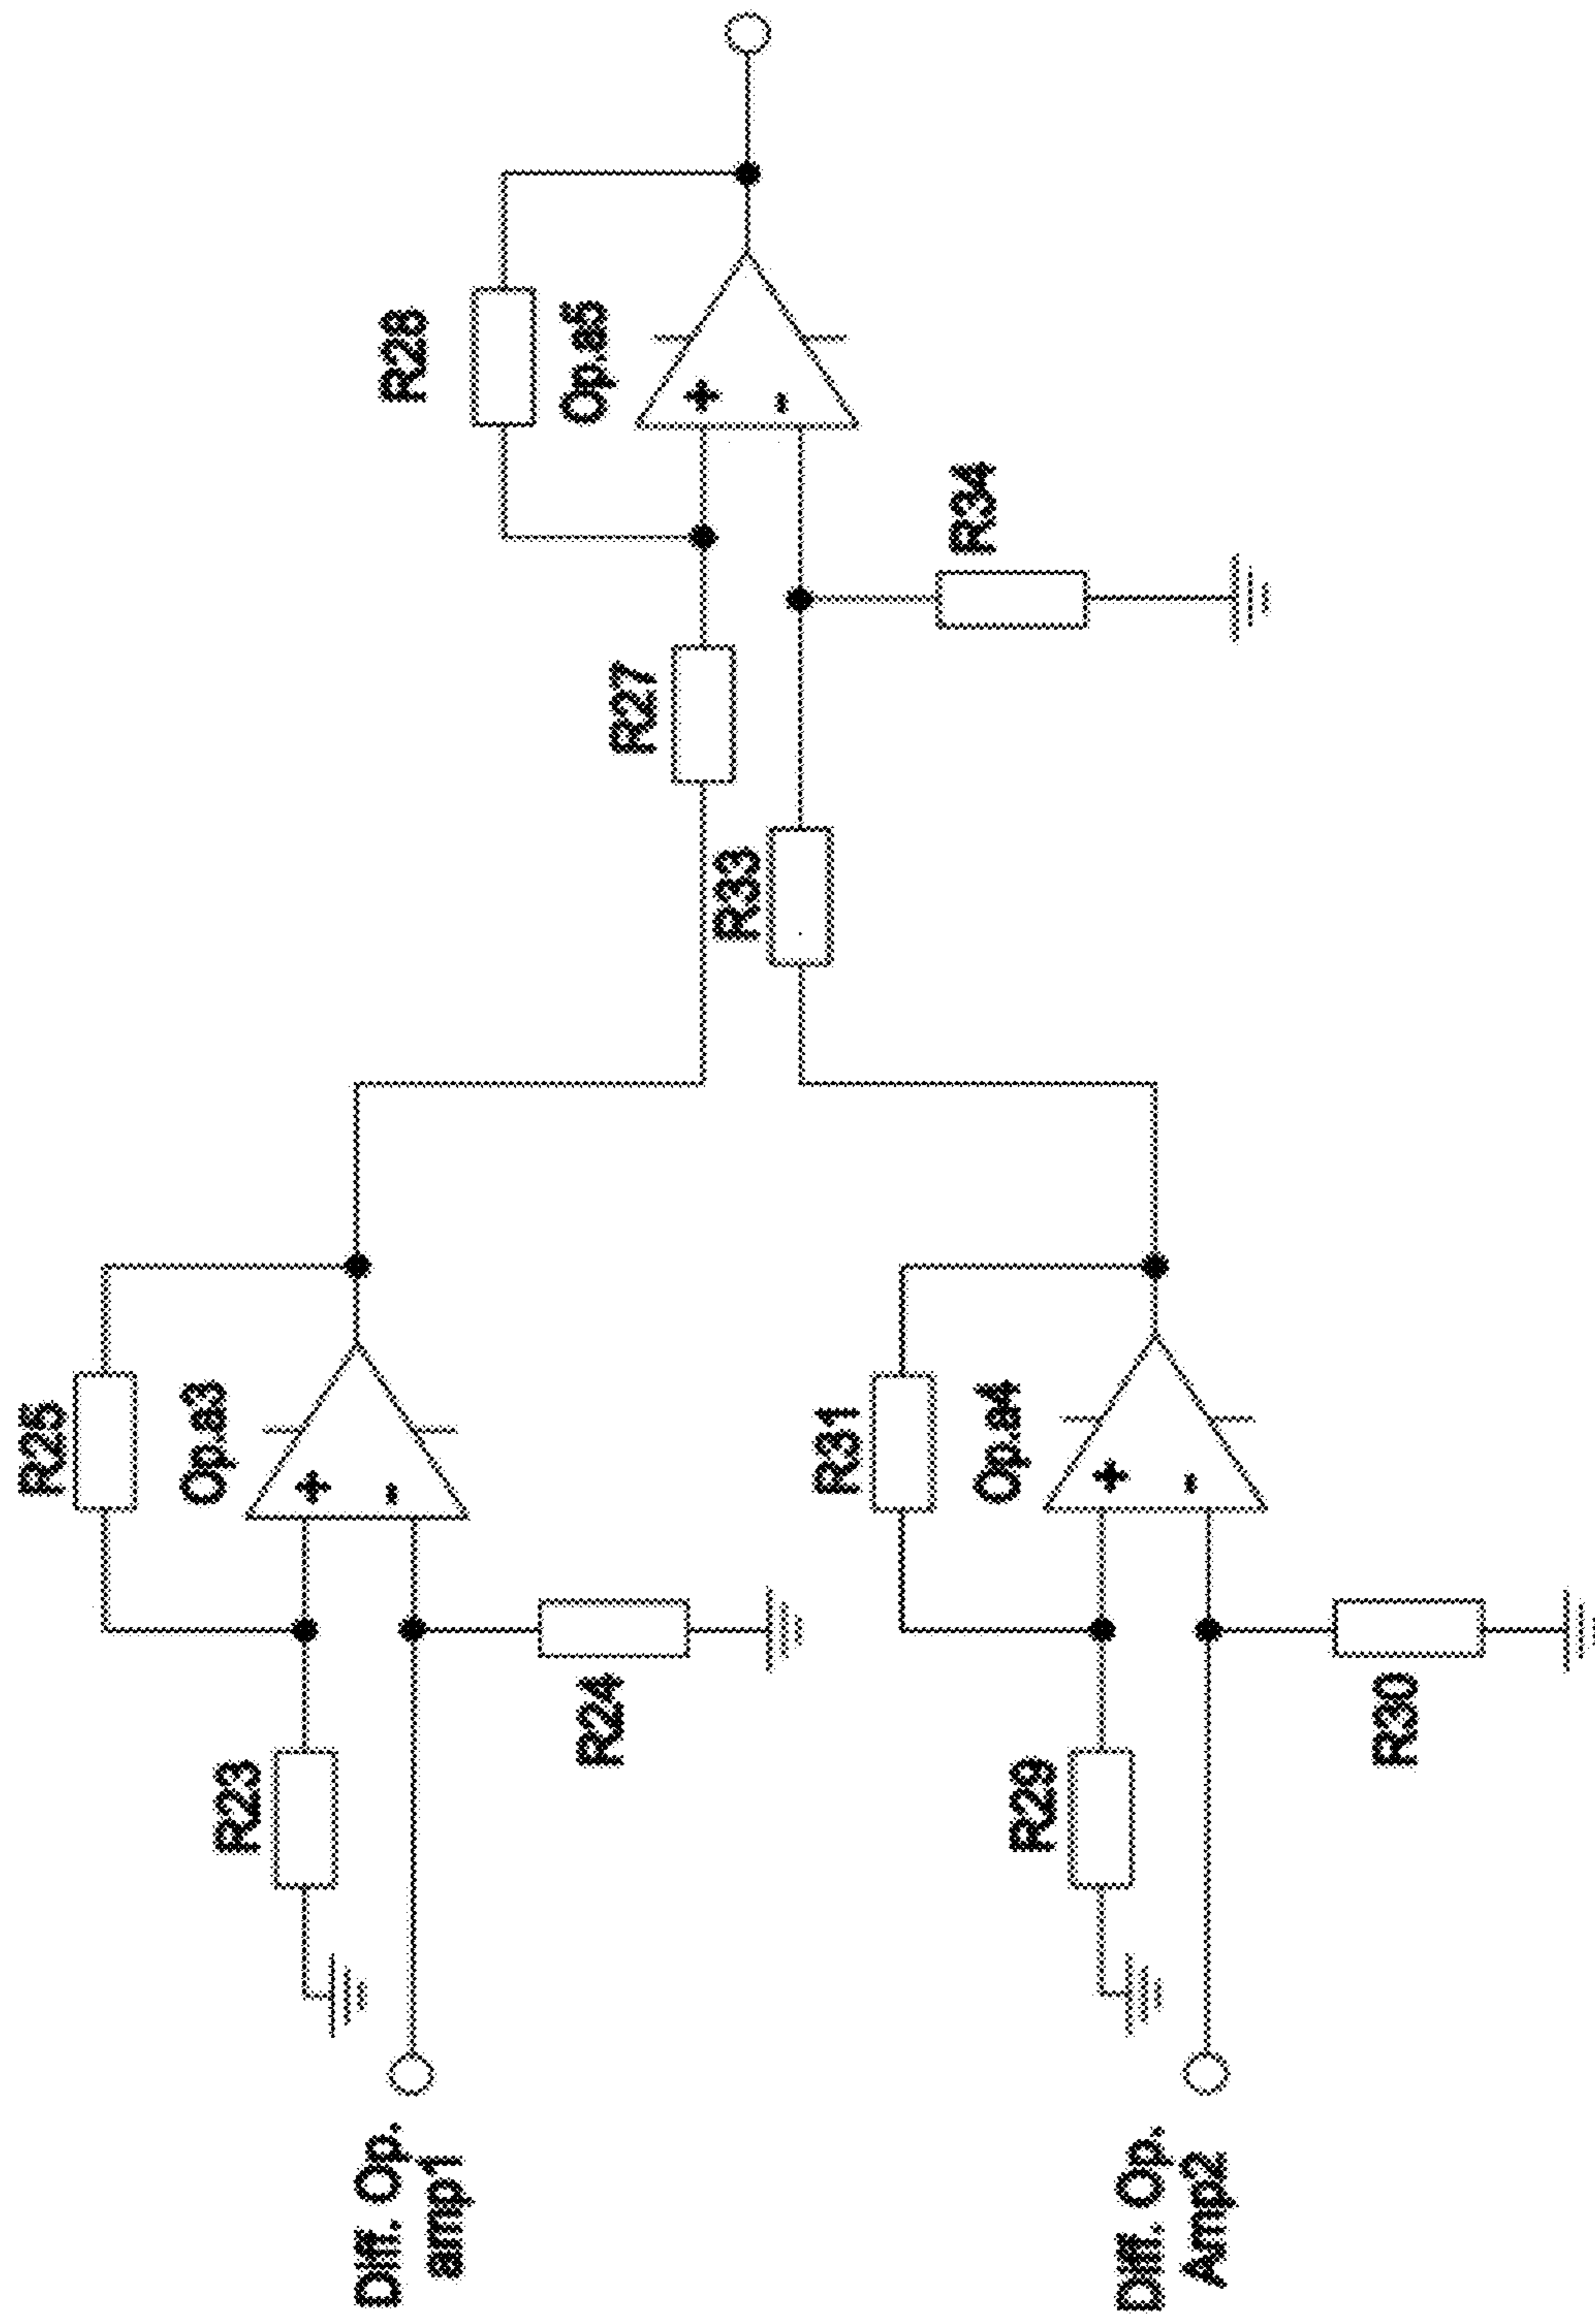 R28
Op.a5
+
-
R34
R27
R33
R25
Op.a3
+
-
R31
Op.a4
+
-
R23
R24
R29
R30
Diff. Op.
amp1
Diff. Op.
Amp2